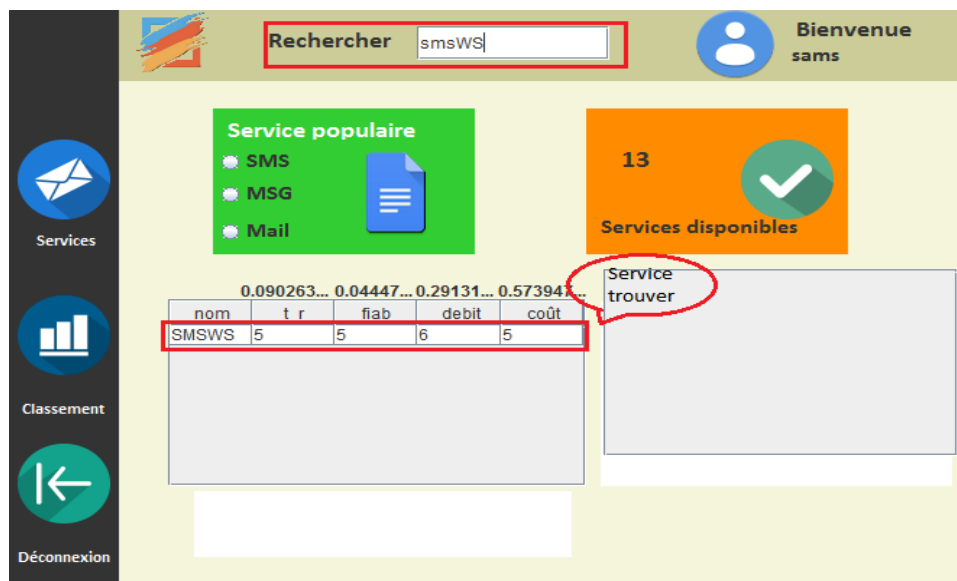 Rechercher smsWS
Bienvenue
sams
Service populaire
SMS
MSG
Mail
13
Services disponibles
Services
Classement
Déconnexion
0.090263... 0.04447... 0.29131... 0.573947...
nom t r fiab debit coût
SMSWS 5 5 6 5
Service
trouver